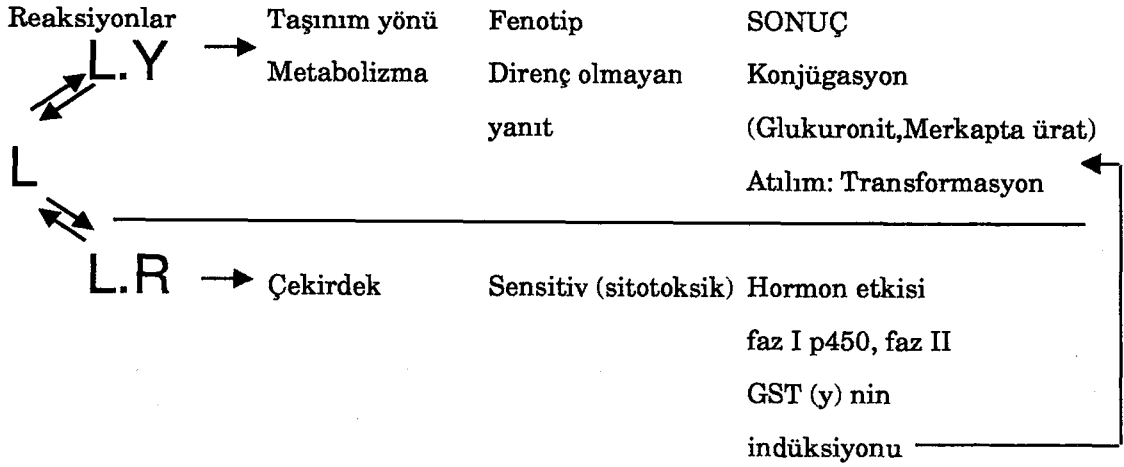 Reaksiyonlar Taşınım yönü Fenotip SONUÇ
L.Y Metabolizma Direnç olmayan Konjügasyon
yanıt (Glukuronit,Merkapta ürat)
L Atılım: Transformasyon
L.R Çekirdek Sensitiv (sitotoksik) Hormon etkisi
faz I p450, faz II
GST (y) nin
indüksiyonu